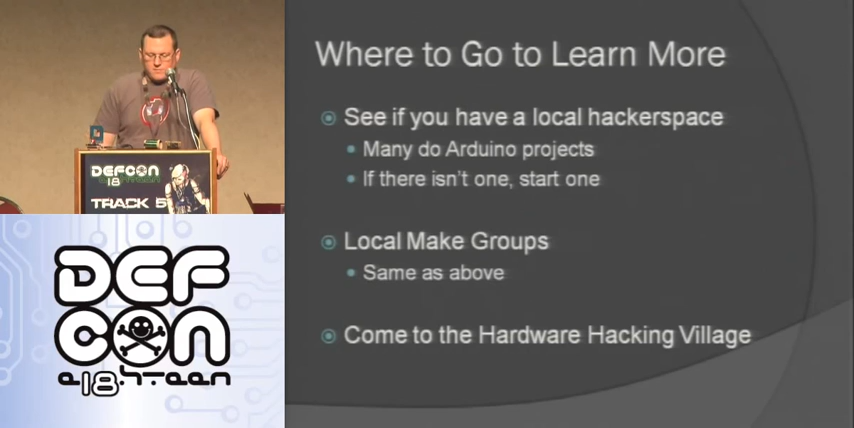 DEFCON
18
TRACK 5
DEF
CON
e18hteen
Where to Go to Learn More
See if you have a local hackerspace
Many do Arduino projects
If there isn't one, start one
Local Make Groups
Same as above
Come to the Hardware Hacking Village